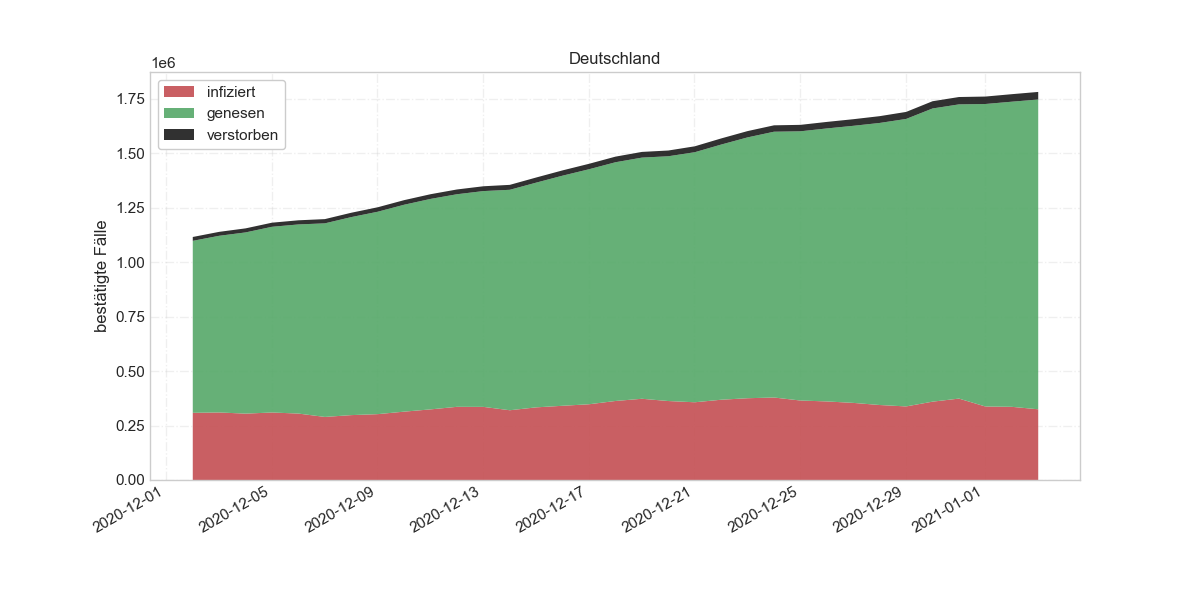 Deutschland
1e6
infiziert
genesen
verstorben
bestätigte Fälle
1.75
1.50
1.25
1.00
0.75
0.50
0.25
0.00
2020-12-01
2020-12-05
2020-12-09
2020-12-13
2020-12-17
2020-12-21
2020-12-25
2020-12-29
2021-01-01